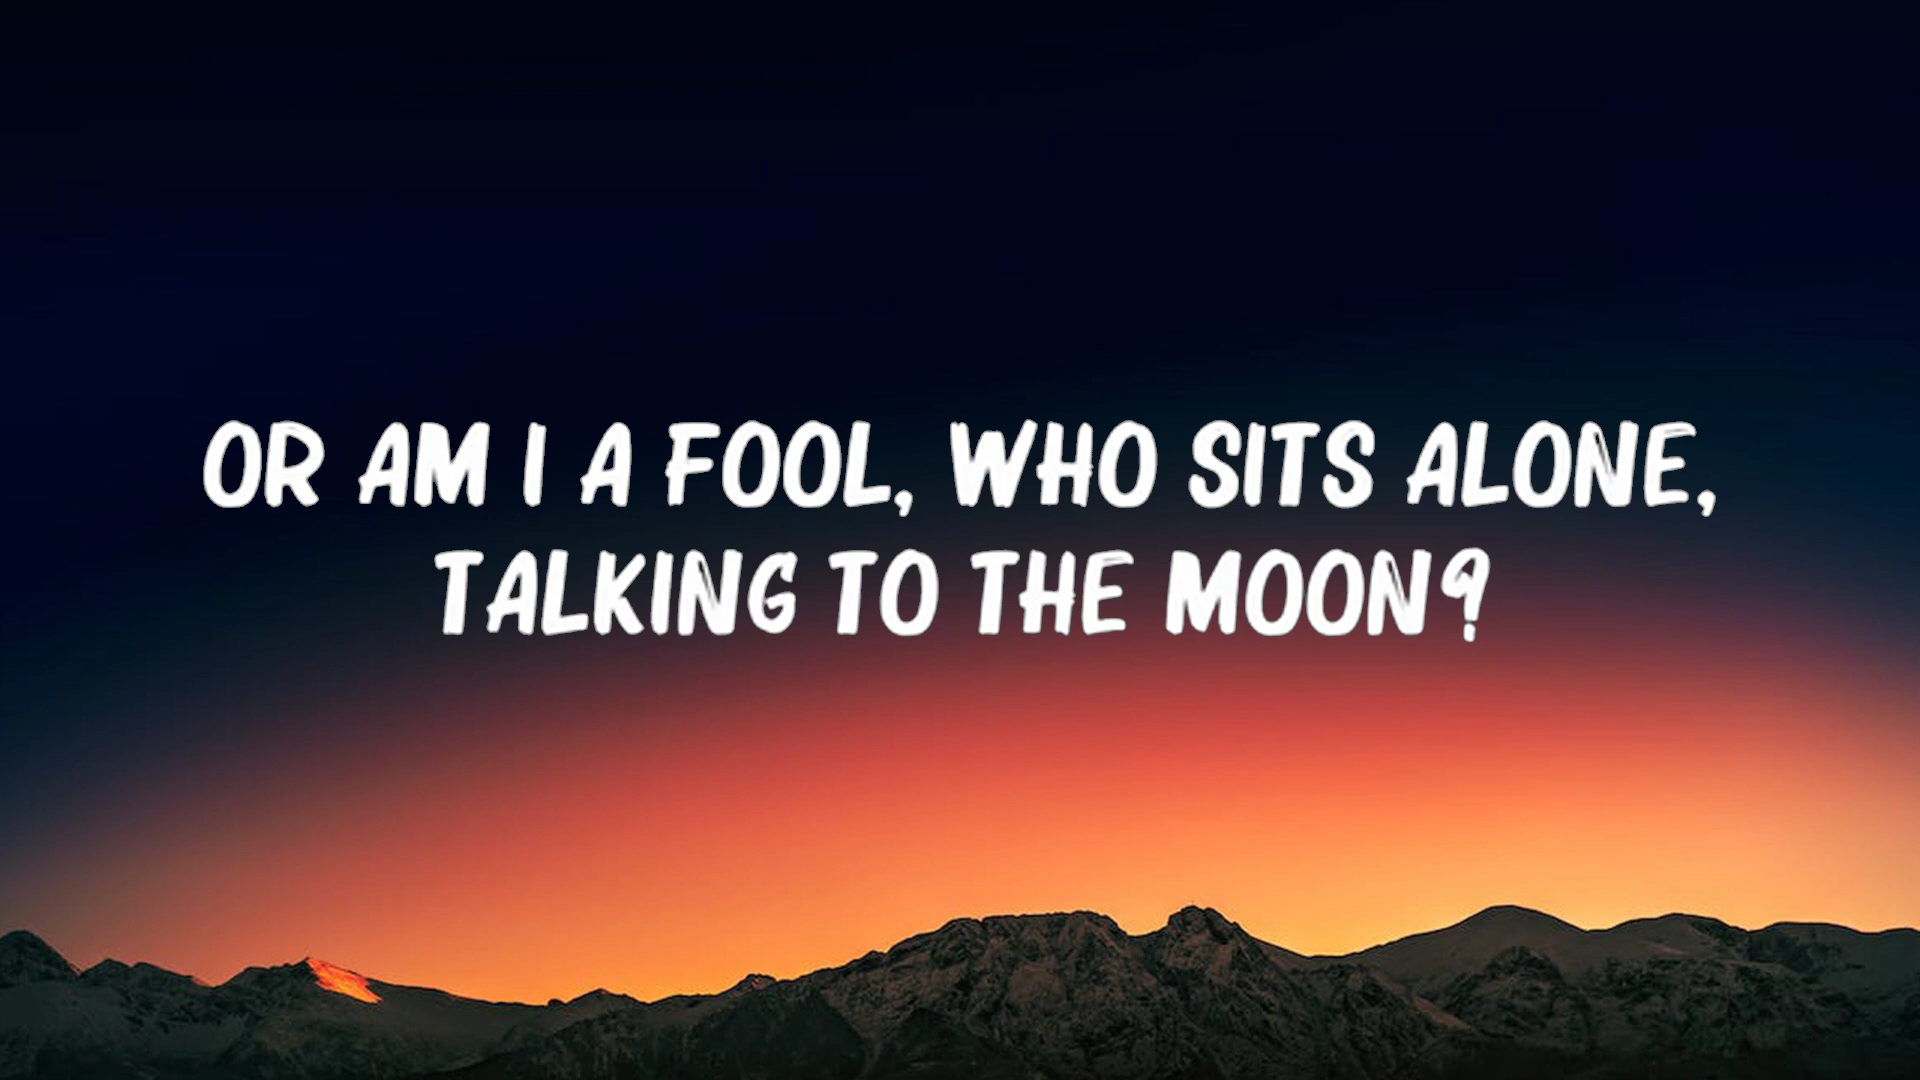 OR AM I A FOOL, WHO SITS ALONE,
TALKING TO THE MOON?